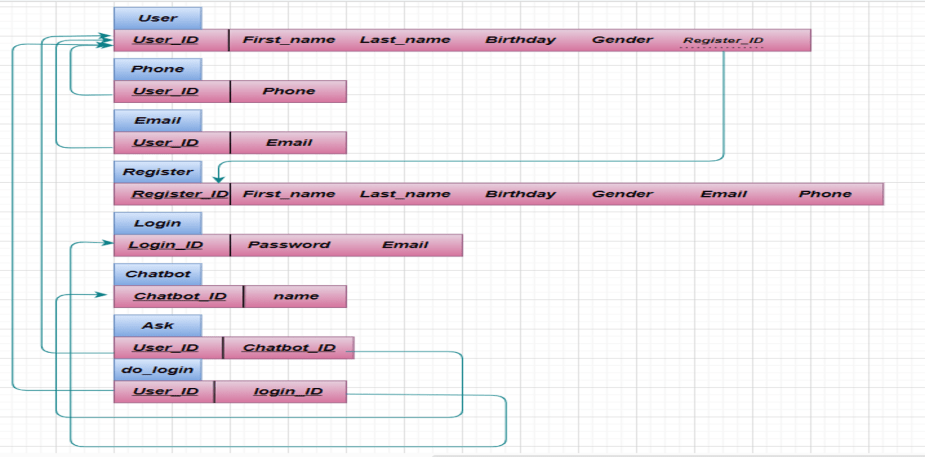 User
User_ID First_name Last_name Birthday Gender Register_ID
Phone
User_ID Phone
Email
User_ID Email
Register
Register_ID First_name Last_name Birthday Gender Email Phone
Login
Login_ID Password Email
Chatbot
Chatbot_ID name
Ask
User_ID Chatbot_ID
do_login
User_ID login_ID